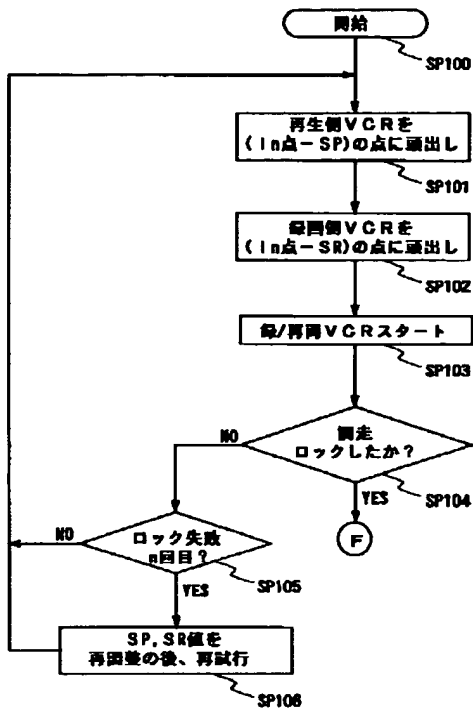 開始
SP100
再生側VCRを
(In点-SP)の点に頭出し
SP101
録画側VCRを
(In点-SR)の点に頭出し
SP102
録/再両VCRスタート
SP103
調走
ロックしたか?
SP104
NO
YES
F
ロック失敗
n回目?
SP105
NO
YES
SP,SR値を
再調整の後、再試行
SP106